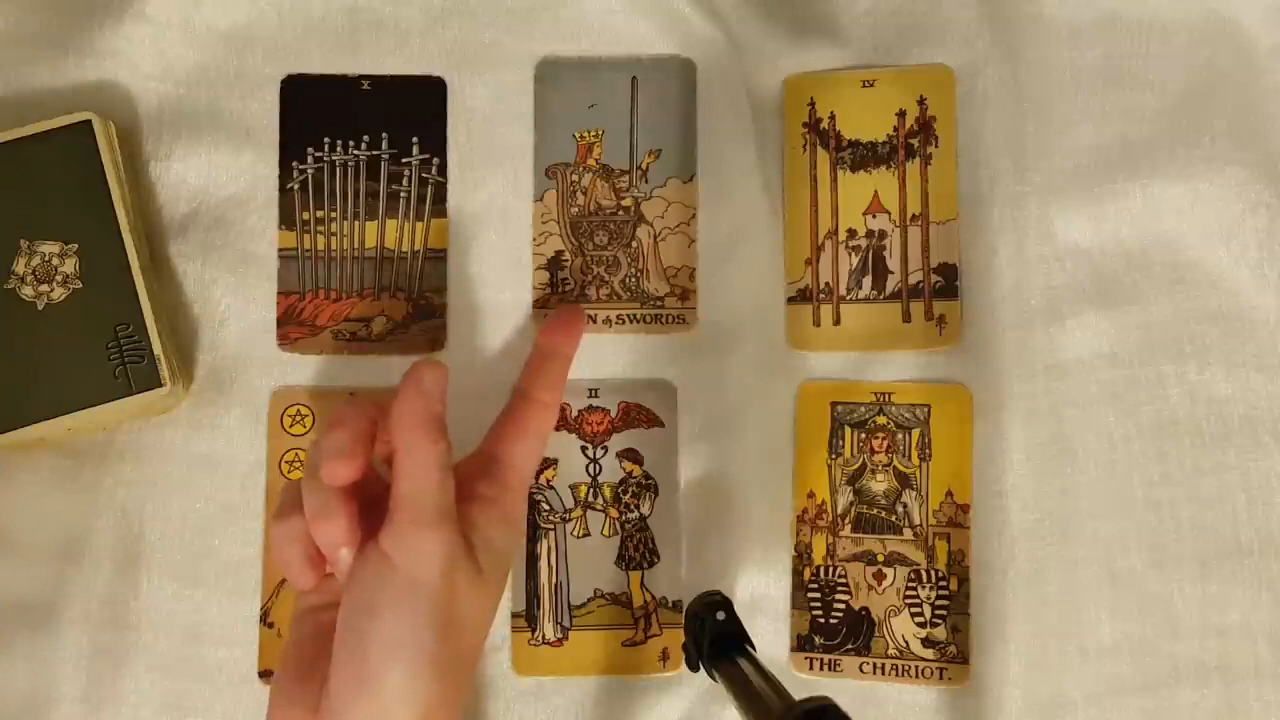 X
N of SWORDS.
IV
II
VII
THE CHARIOT.